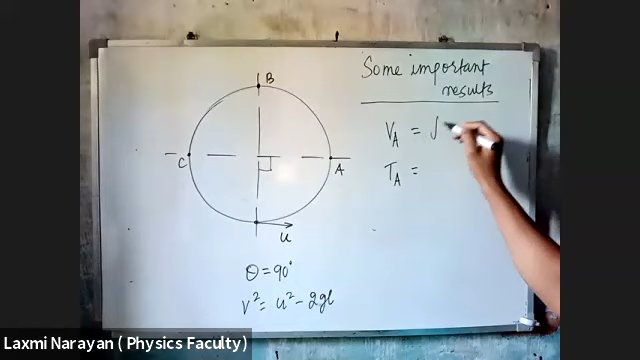 Some important
results
B
V_A = √
C
A
T_A =
u
θ = 90°
V² = u² - 2gl
Laxmi Narayan ( Physics Faculty)